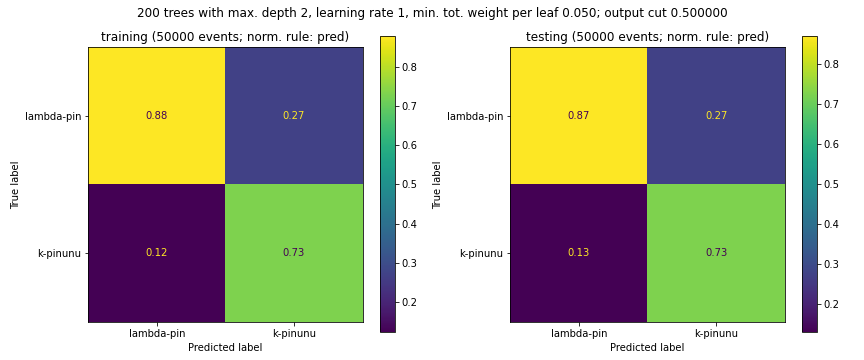 200 trees with max. depth 2, learning rate 1, min. tot. weight per leaf 0.050; output cut 0.500000
training (50000 events; norm. rule: pred)
True label
lambda-pin
k-pinunu
0.88
0.27
0.12
0.73
lambda-pin
k-pinunu
Predicted label
0.8
0.7
0.6
0.5
0.4
0.3
0.2
testing (50000 events; norm. rule: pred)
True label
lambda-pin
k-pinunu
0.87
0.27
0.13
0.73
lambda-pin
k-pinunu
Predicted label
0.8
0.7
0.6
0.5
0.4
0.3
0.2